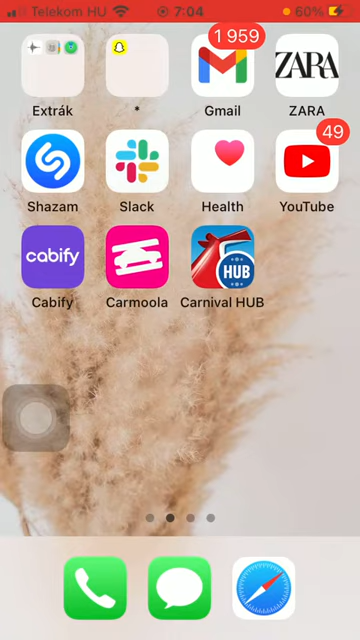 Telekom HU 7:04 60%
1 959
Extrák * Gmail ZARA
ZARA
49
Shazam Slack Health YouTube
cabify HUB
Cabify Carmoola Carnival HUB